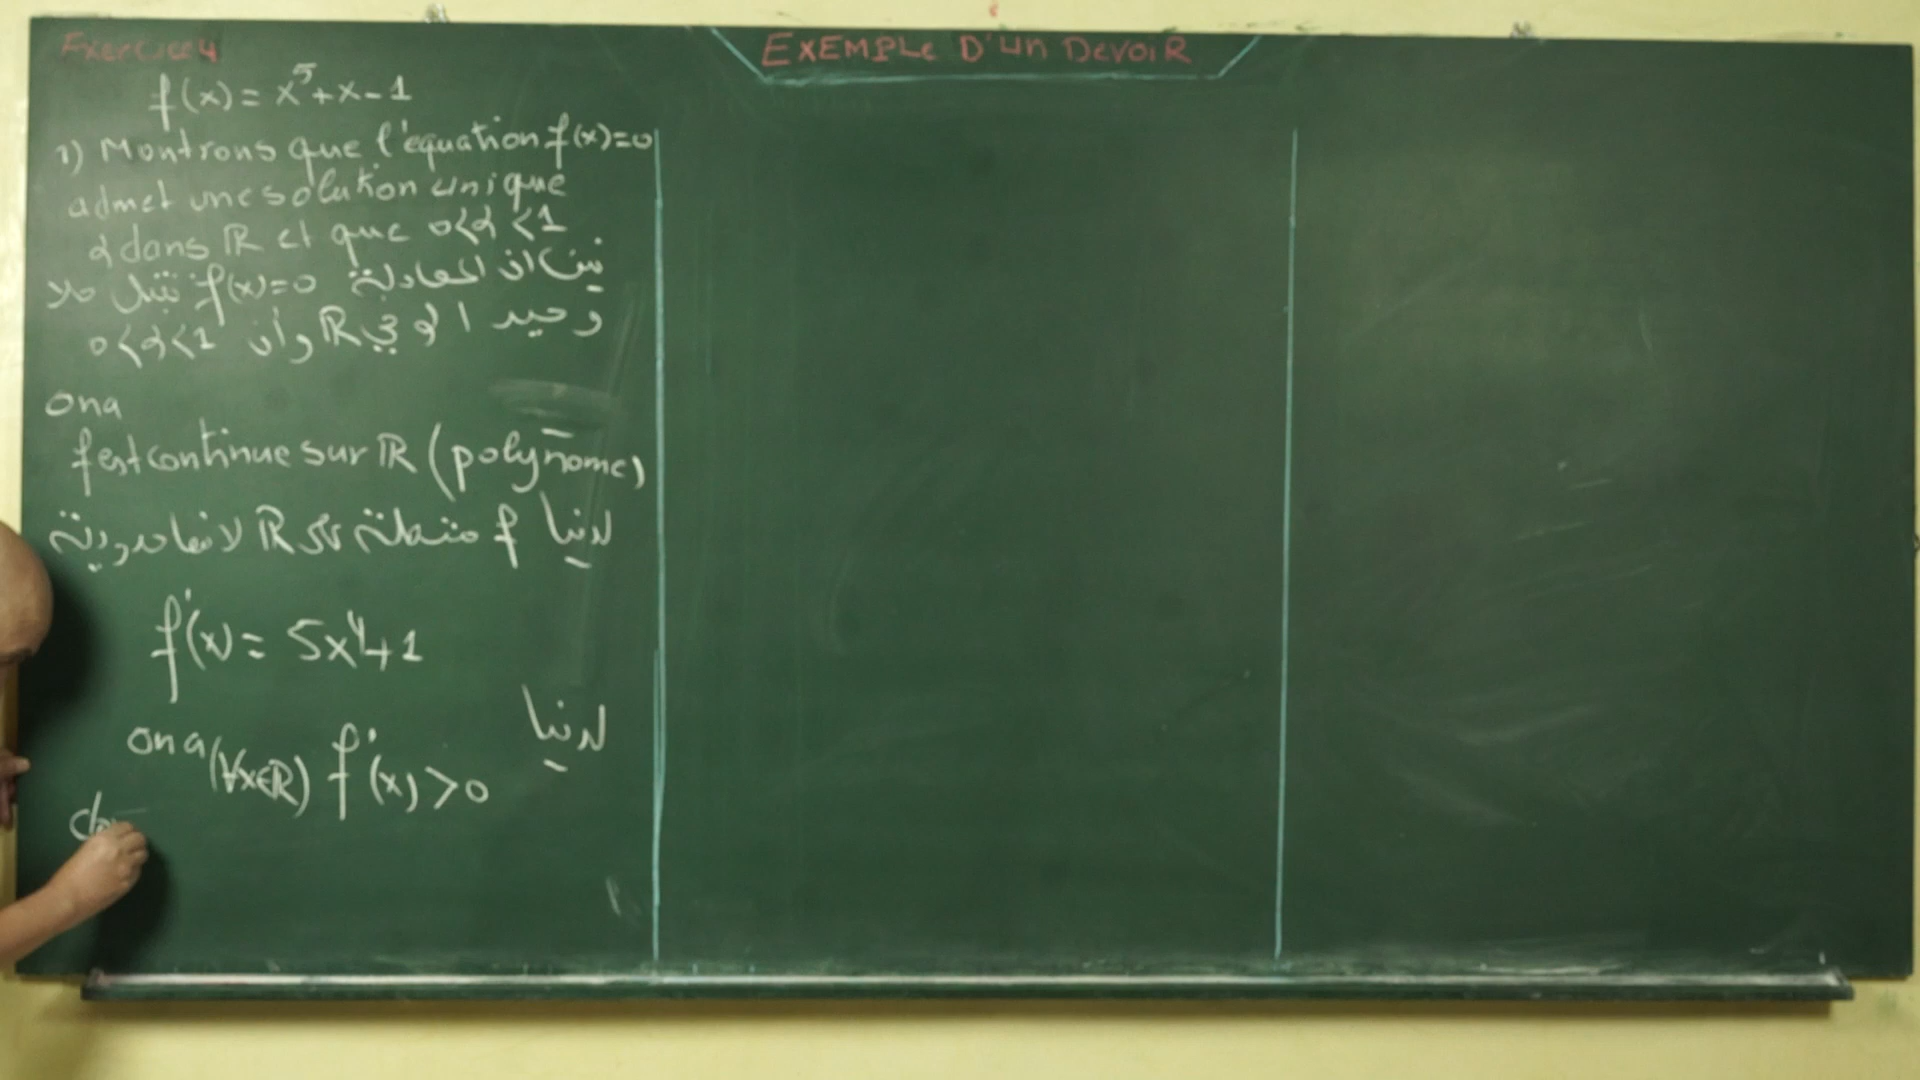 EXEMPLE D'UN DEVOIR
Exercice 4
f(x) = x⁵+x-1
1) Montrons que l'equation f(x)=0
admet une solution unique
α dans ℝ et que 0<α<1
نبين ان المعادلة f(x)=0 تقبل حلا
وحيدا α في ℝ وأن 0<α<1
on a
f est continue sur ℝ (polynome)
لدينا f متصلة على ℝ لانها حدودية
f'(x) = 5x⁴+1
لدينا
on a (∀x∈ℝ) f'(x) >0